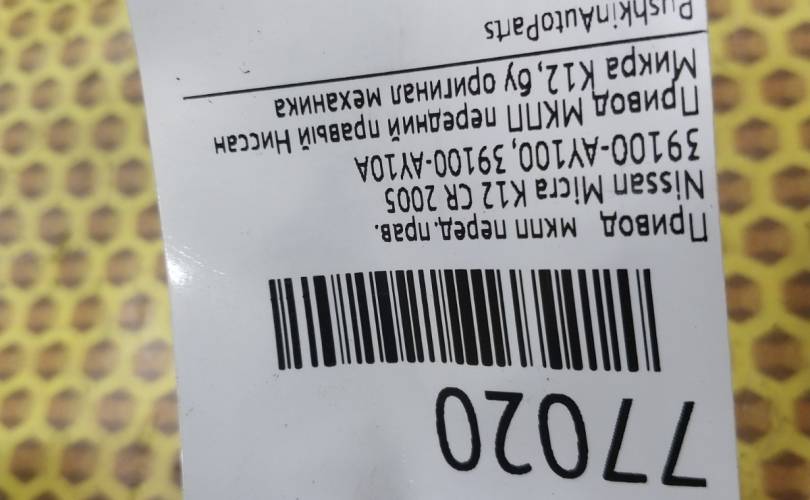 77020
Привод мкпп перед.прав.
Nissan Micra K12 CR 2005
39100-AY100, 39100-AY10A
Привод МКПП передний правый Ниссан
Микра К12, бу оригинал механика
PushkinAutoParts